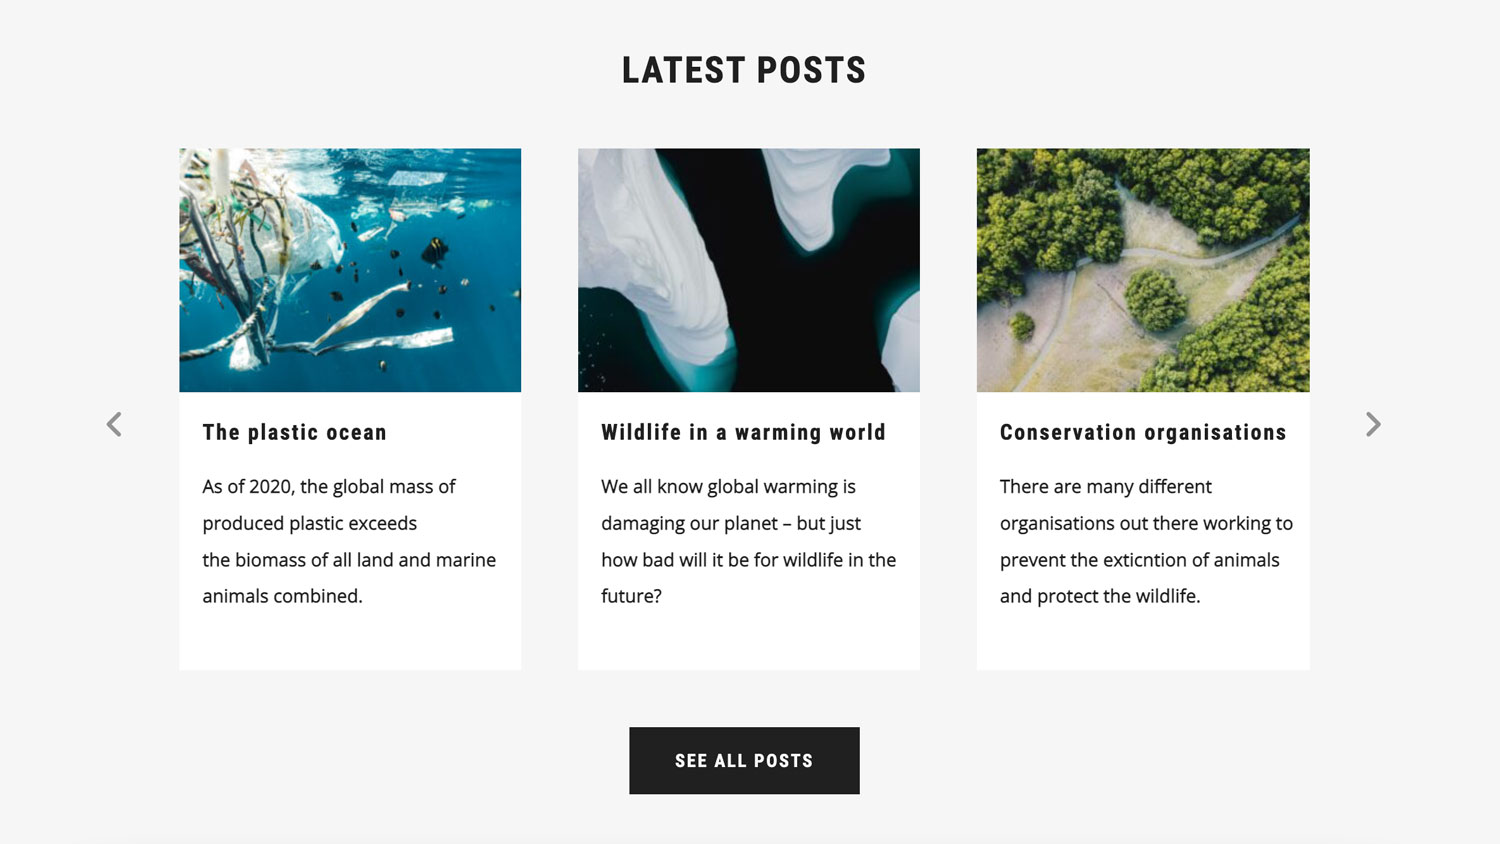 LATEST POSTS
The plastic ocean
As of 2020, the global mass of
produced plastic exceeds
the biomass of all land and marine
animals combined.
Wildlife in a warming world
We all know global warming is
damaging our planet – but just
how bad will it be for wildlife in the
future?
Conservation organisations
There are many different
organisations out there working to
prevent the exticntion of animals
and protect the wildlife.
SEE ALL POSTS